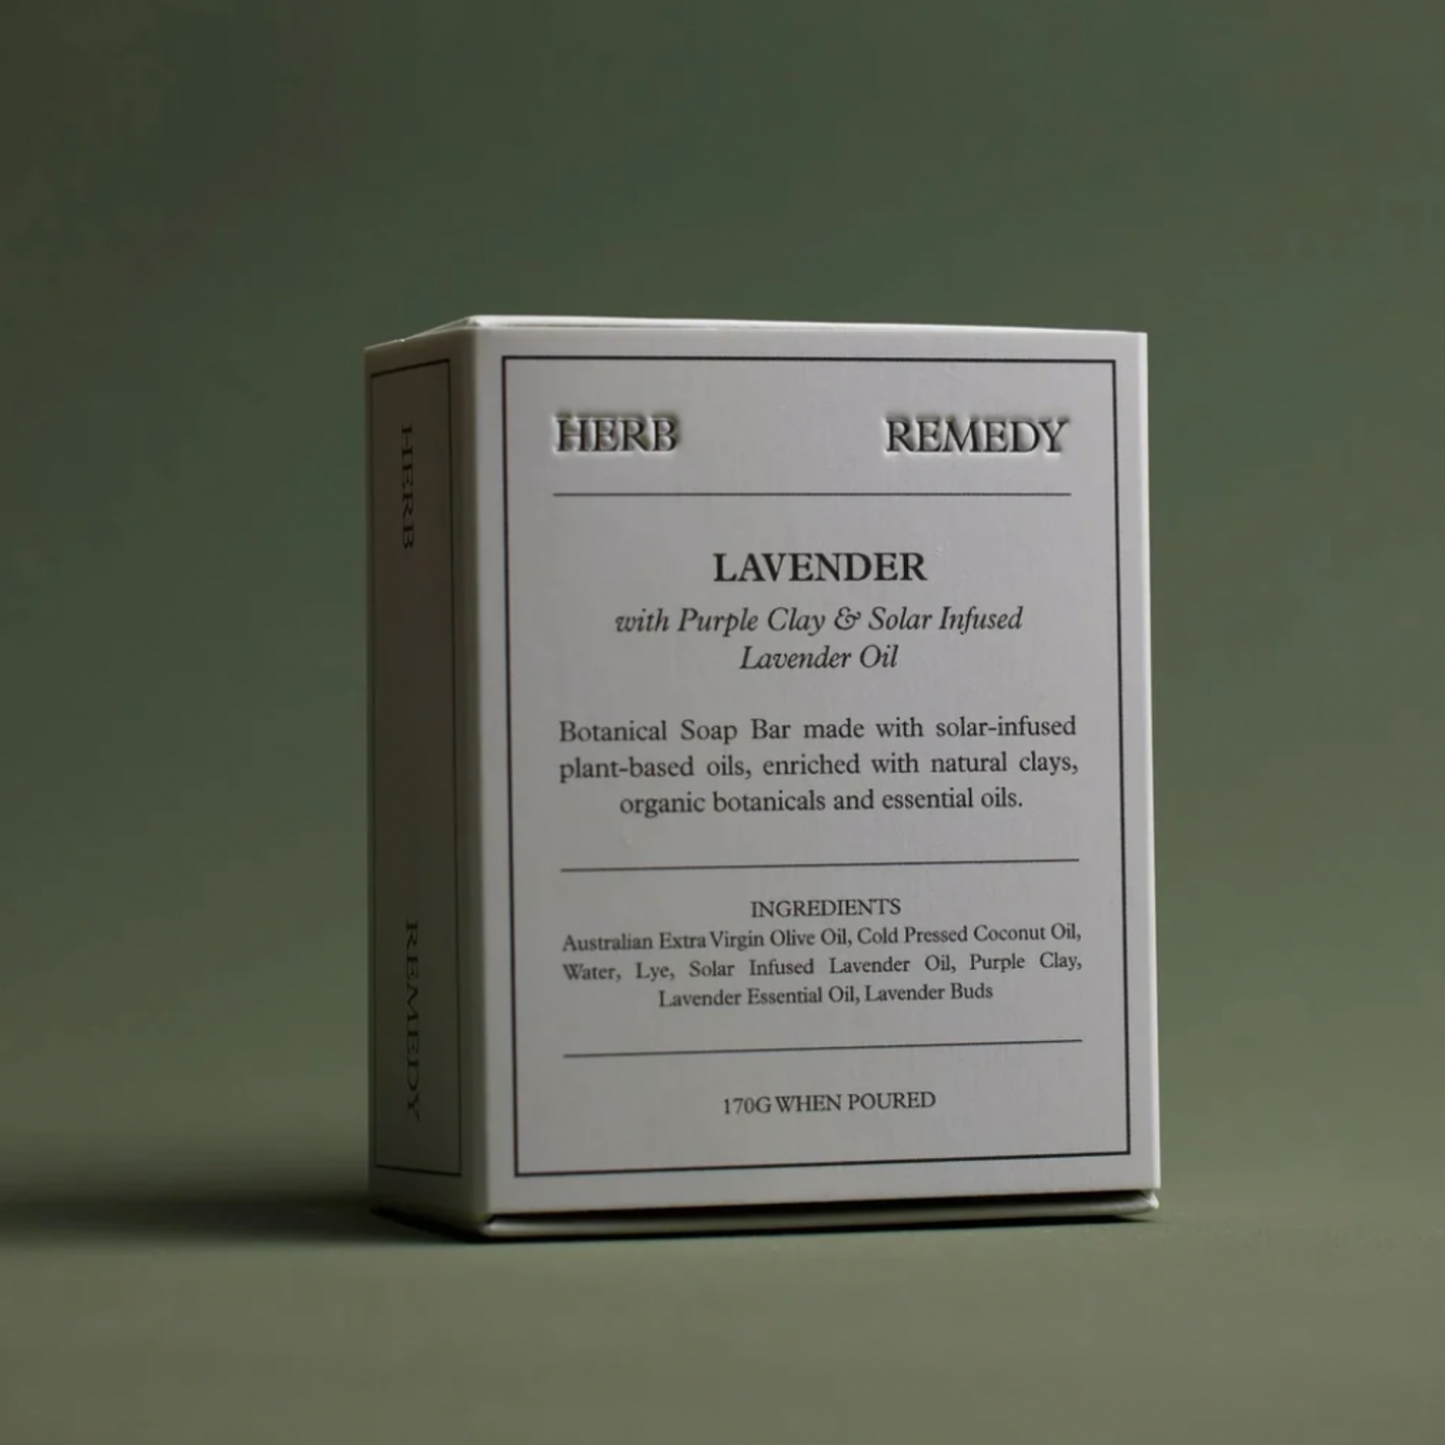 HERB REMEDY
LAVENDER
with Purple Clay & Solar Infused
Lavender Oil
Botanical Soap Bar made with solar-infused
plant-based oils, enriched with natural clays,
organic botanicals and essential oils.
INGREDIENTS
Australian Extra Virgin Olive Oil, Cold Pressed Coconut Oil,
Water, Lye, Solar Infused Lavender Oil, Purple Clay,
Lavender Essential Oil, Lavender Buds
170G WHEN POURED
HERB REMEDY